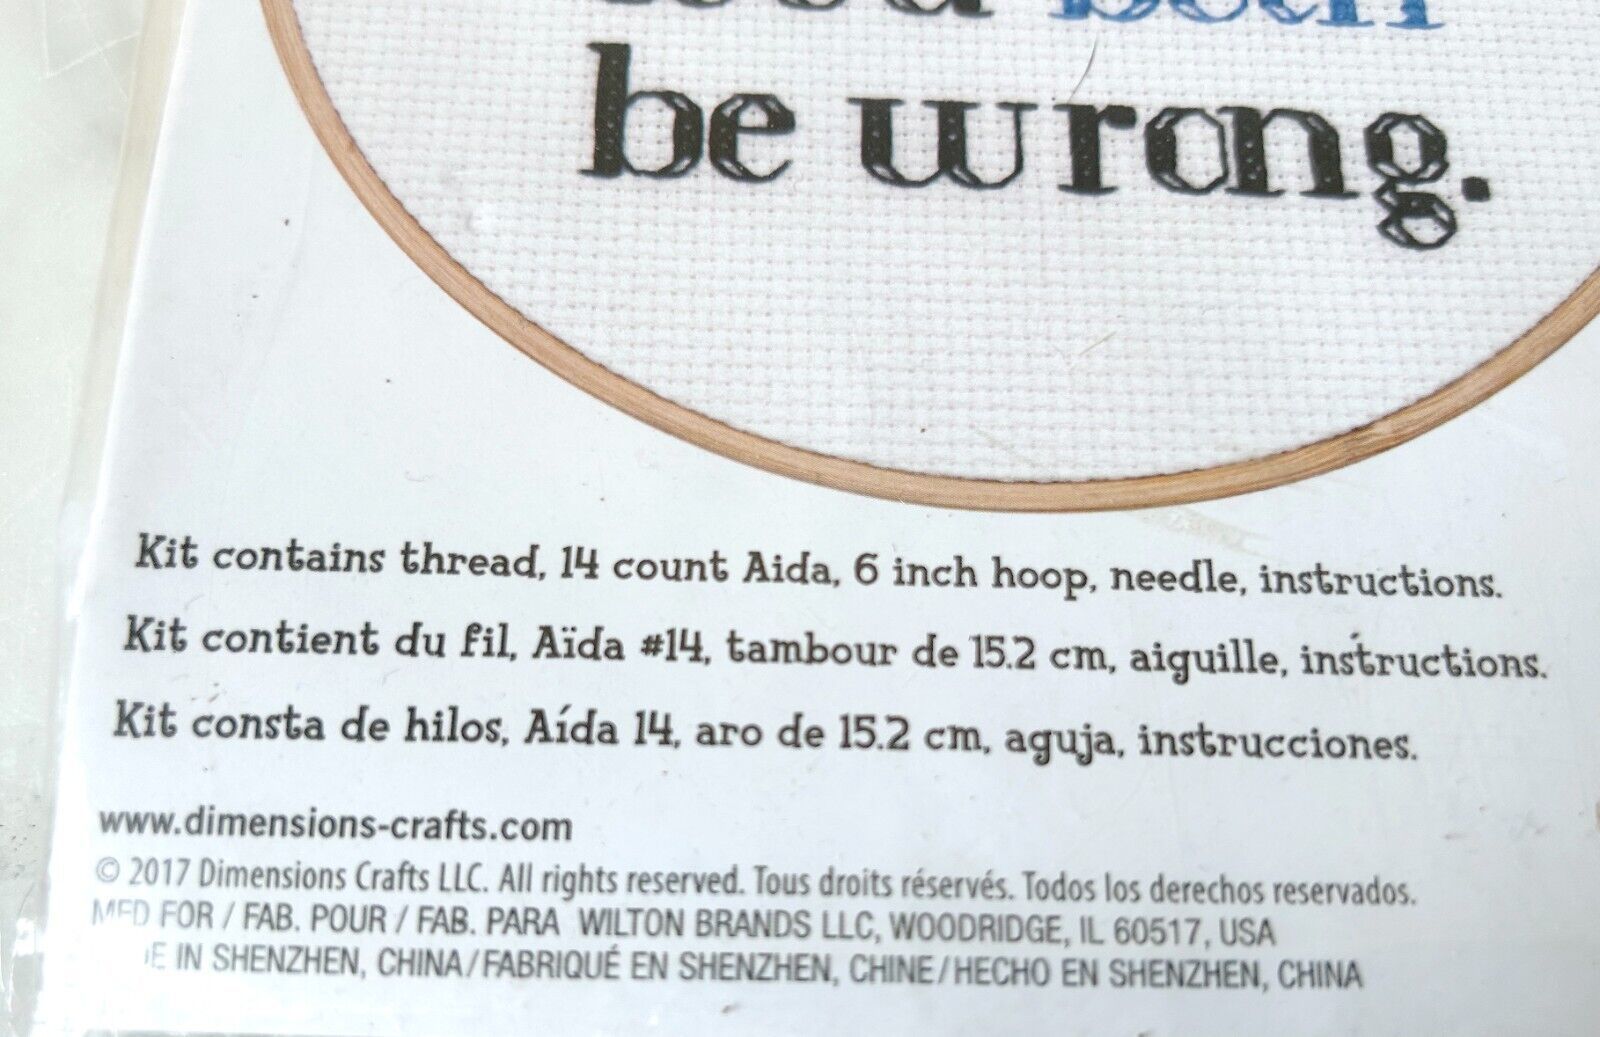 both
be wrong.
Kit contains thread, 14 count Aida, 6 inch hoop, needle, instructions.
Kit contient du fil, Aïda #14, tambour de 15.2 cm, aiguille, instructions.
Kit consta de hilos, Aída 14, aro de 15.2 cm, aguja, instrucciones.
www.dimensions-crafts.com
© 2017 Dimensions Crafts LLC. All rights reserved. Tous droits réservés. Todos los derechos reservados.
MFD FOR / FAB. POUR / FAB. PARA WILTON BRANDS LLC, WOODRIDGE, IL 60517, USA
IN SHENZHEN, CHINA/FABRIQUÉ EN SHENZHEN, CHINE/HECHO EN SHENZHEN, CHINA